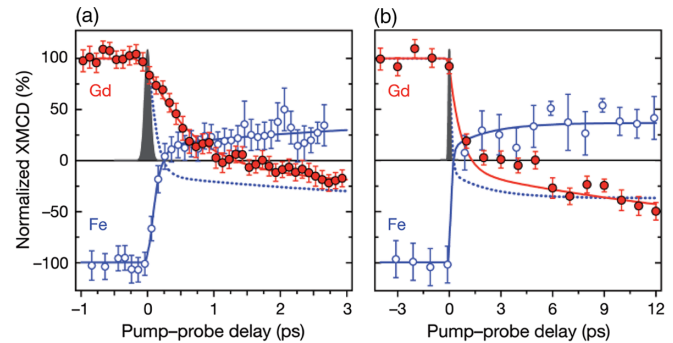 (a)
(b)
Normalized XMCD (%)
100
50
0
−50
−100
Gd
Fe
−1
0
1
2
3
Pump–probe delay (ps)
Gd
Fe
−3
0
3
6
9
12
Pump–probe delay (ps)